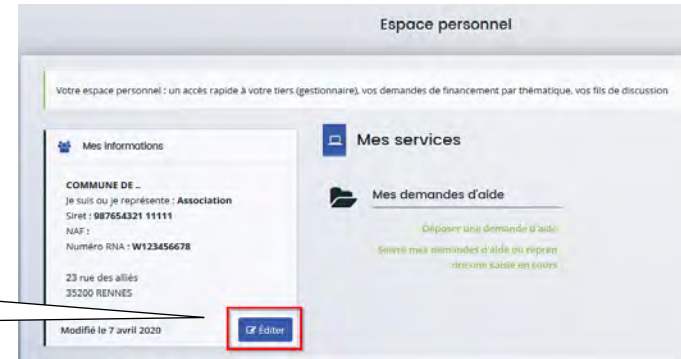 Espace personnel
Votre espace personnel : un accès rapide à votre tiers (gestionnaire), vos demandes de financement par thématique, vos fils de discussion
Mes informations
COMMUNE DE ..
Je suis ou je représente : Association
Siret : 987654321 11111
NAF :
Numéro RNA : W123456678
23 rue des alliés
35200 RENNES
Modifié le 7 avril 2020
Éditer
Mes services
Mes demandes d'aide
Déposer une demande d'aide
Suivre mes demandes d'aide ou repren
dre une saisie en cours